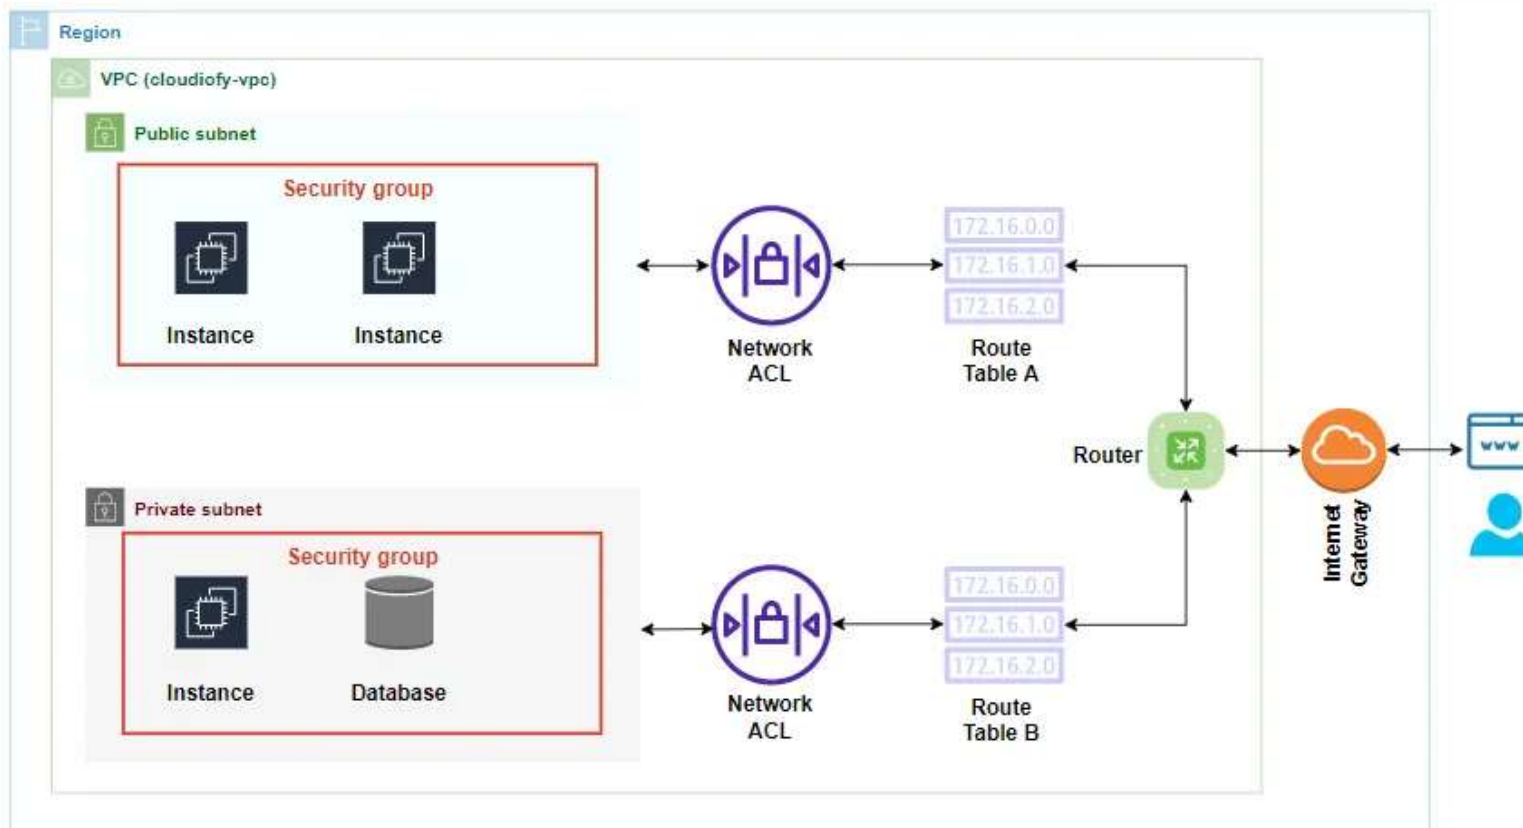 Region
VPC (cloudiofy-vpc)
Public subnet
Security group
Instance
Instance
Network
ACL
172.16.0.0
172.16.1.0
172.16.2.0
Route
Table A
Router
Internet
Gateway
www
Private subnet
Security group
Instance
Database
Network
ACL
172.16.0.0
172.16.1.0
172.16.2.0
Route
Table B